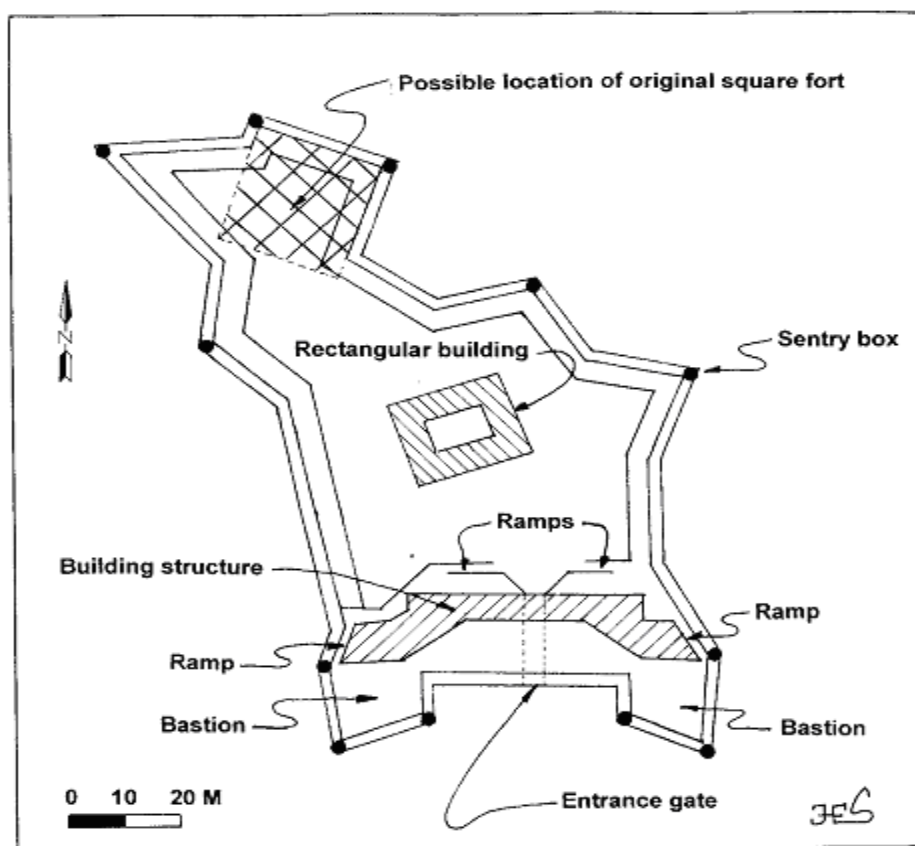 Possible location of original square fort
N
Rectangular building
Sentry box
Ramps
Building structure
Ramp
Ramp
Bastion
Bastion
0 10 20 M
Entrance gate
JES